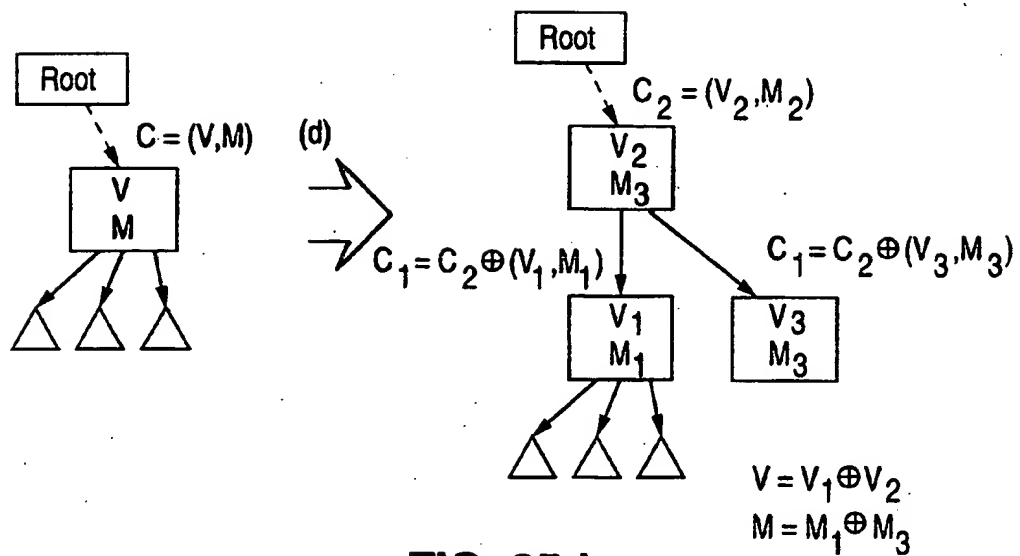 Root
C = (V,M)
V
M
(d)
Root
C₂ = (V₂,M₂)
V₂
M₃
C₁ = C₂⊕(V₁,M₁)
C₁ = C₂⊕(V₃,M₃)
V₁
M₁
V₃
M₃
V = V₁⊕V₂
M = M₁⊕M₃